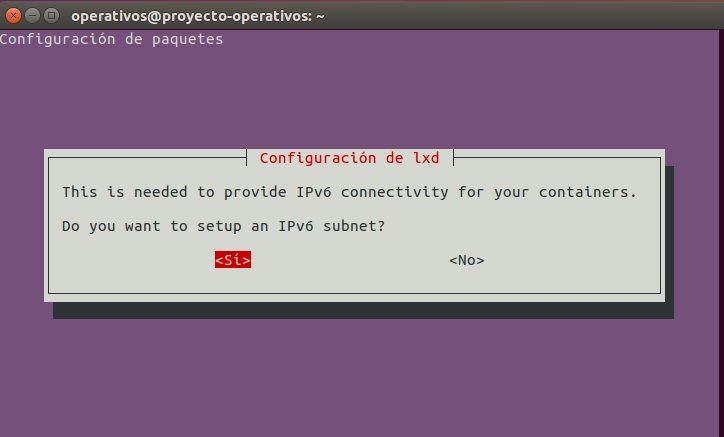 operativos@proyecto-operativos: ~
Configuración de paquetes
Configuración de lxd
This is needed to provide IPv6 connectivity for your containers.
Do you want to setup an IPv6 subnet?
<Sí> <No>